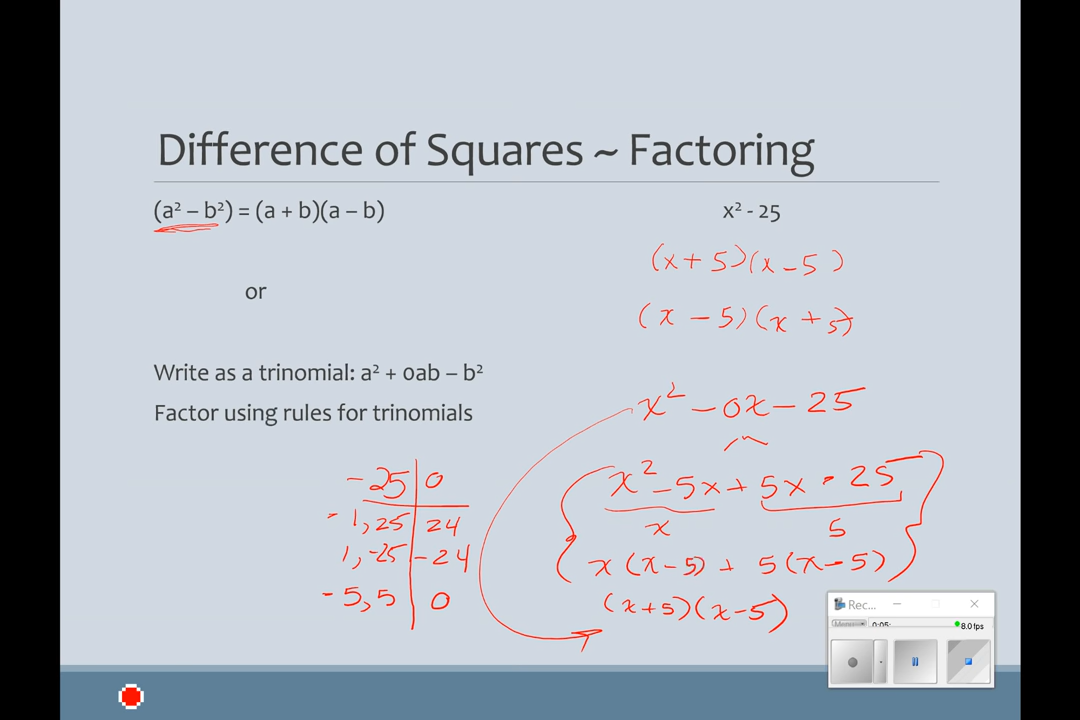 Difference of Squares ~ Factoring
(a² – b²) = (a + b)(a – b)
x² - 25
(x + 5)(x - 5)
or
(x - 5)(x + 5)
Write as a trinomial: a² + 0ab – b²
Factor using rules for trinomials
x² - 0x - 25
-25 | 0
-1, 25 | 24
1, -25 | -24
-5, 5 | 0
x² - 5x + 5x - 25
x 5
x(x-5) + 5(x-5)
(x+5)(x-5)
Rec...
0:05:
8.0 fps